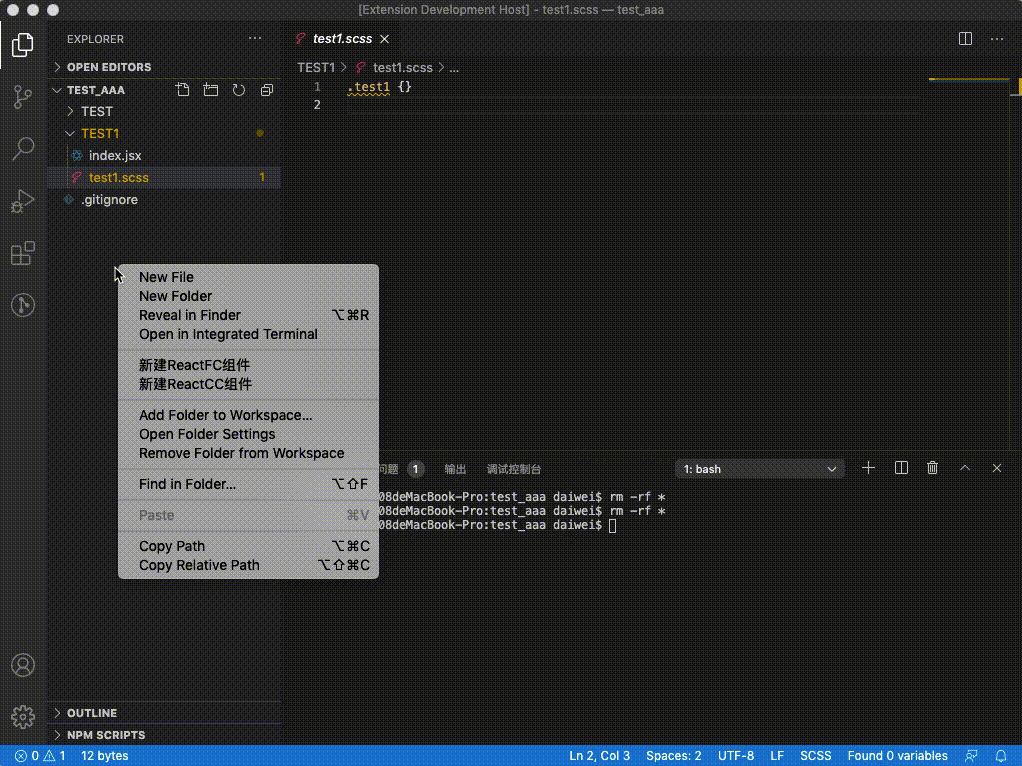 [Extension Development Host] - test1.scss — test_aaa
EXPLORER
test1.scss
OPEN EDITORS
TEST1 > test1.scss > ...
TEST_AAA
1 .test1 {}
2
TEST
TEST1
index.jsx
test1.scss 1
.gitignore
New File
New Folder
Reveal in Finder ⌥⌘R
Open in Integrated Terminal
新建ReactFC组件
新建ReactCC组件
Add Folder to Workspace...
Open Folder Settings
Remove Folder from Workspace
Find in Folder... ⌥⇧F
Paste ⌘V
Copy Path ⌥⌘C
Copy Relative Path ⌥⇧⌘C
问题 1 输出 调试控制台 1: bash
08deMacBook-Pro:test_aaa daiwei$ rm -rf *
08deMacBook-Pro:test_aaa daiwei$ rm -rf *
08deMacBook-Pro:test_aaa daiwei$
OUTLINE
NPM SCRIPTS
0 1 12 bytes Ln 2, Col 3 Spaces: 2 UTF-8 LF SCSS Found 0 variables